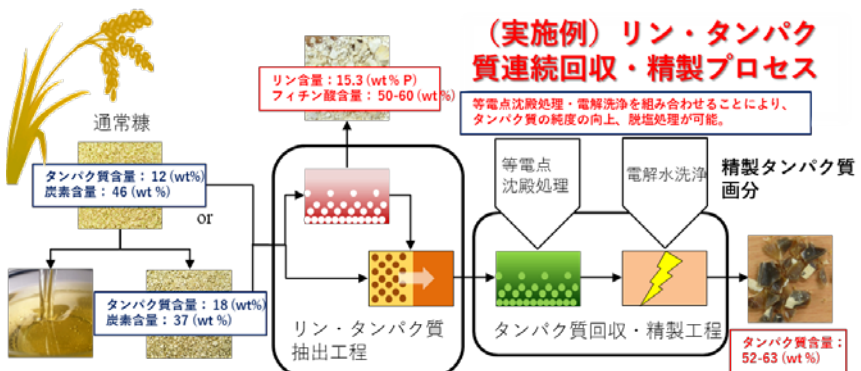 （実施例）リン・タンパク
質連続回収・精製プロセス
等電点沈殿処理・電解洗浄を組み合わせることにより、
タンパク質の純度の向上、脱塩処理が可能。
リン含量：15.3 (wt% P)
フィチン酸含量： 50-60 (wt%)
通常糠
タンパク質含量： 12 (wt%)
炭素含量： 46 (wt %)
or
タンパク質含量： 18 (wt%)
炭素含量： 37 (wt %)
リン・タンパク質
抽出工程
等電点
沈殿処理
電解水洗浄
精製タンパク質
画分
タンパク質回収・精製工程
タンパク質含量：
52-63 (wt %)